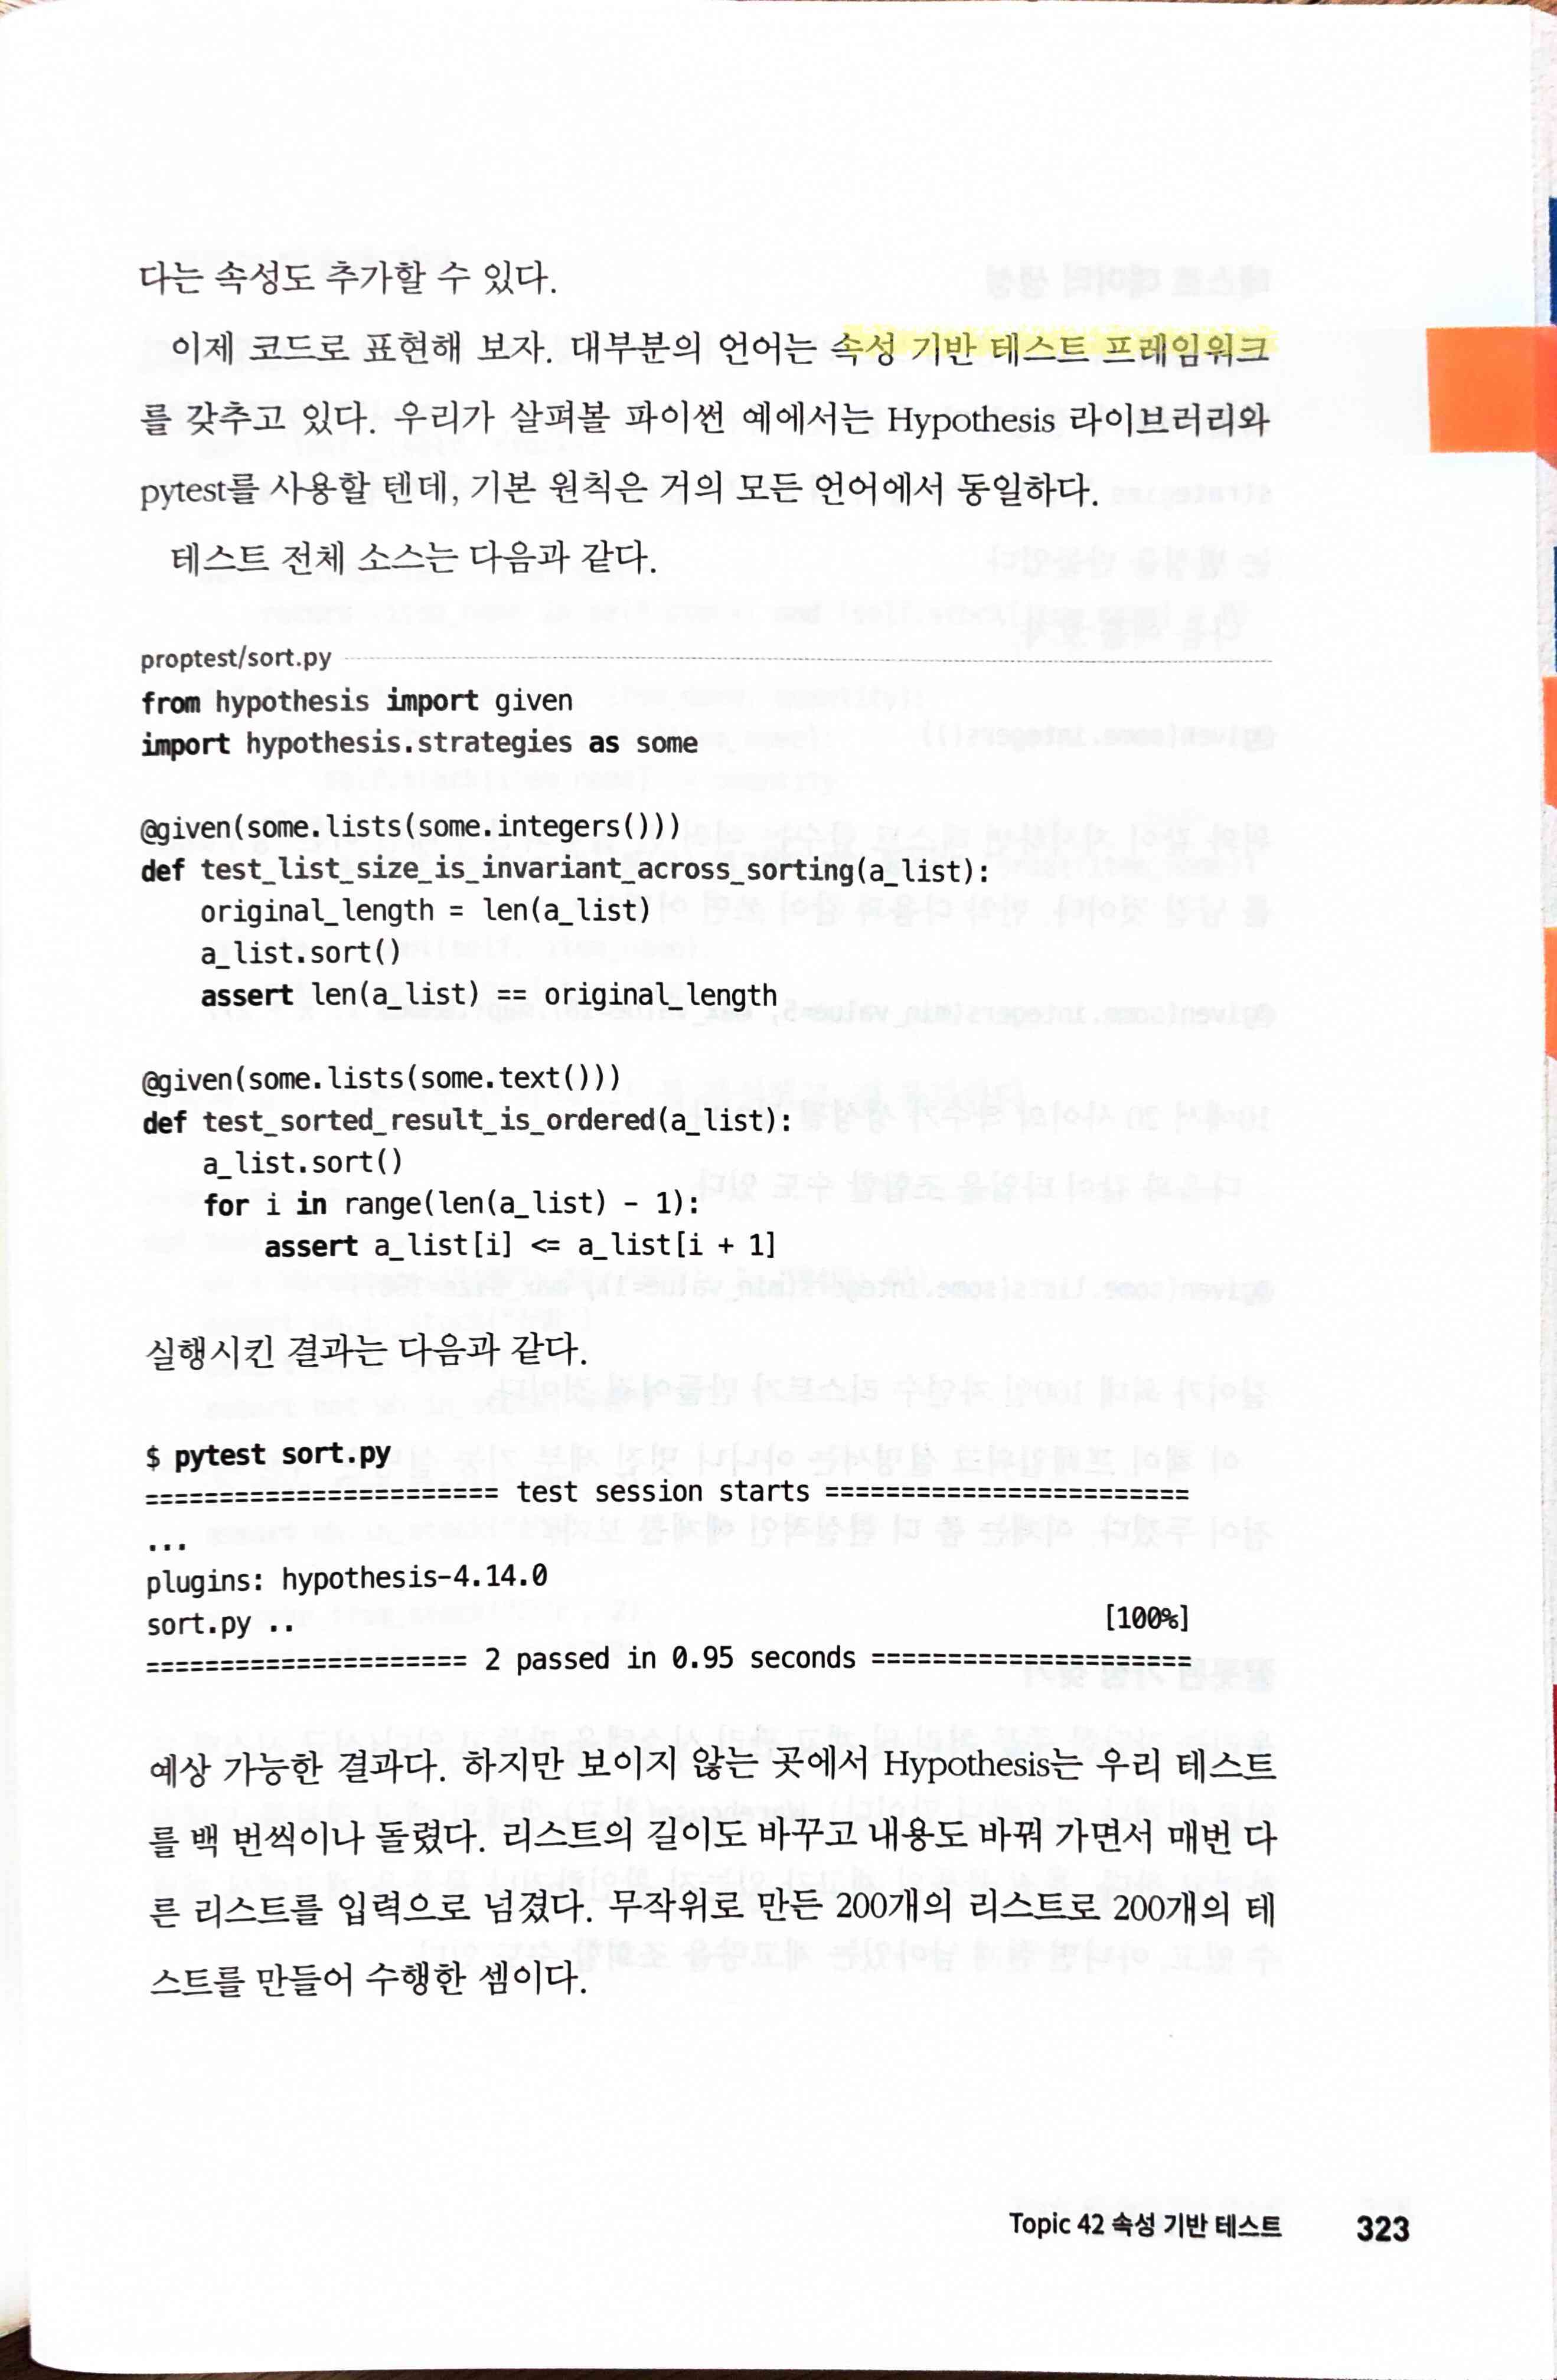 다는 속성도 추가할 수 있다.
이제 코드로 표현해 보자. 대부분의 언어는 속성 기반 테스트 프레임워크
를 갖추고 있다. 우리가 살펴볼 파이썬 예에서는 Hypothesis 라이브러리와
pytest를 사용할 텐데, 기본 원칙은 거의 모든 언어에서 동일하다.
테스트 전체 소스는 다음과 같다.
proptest/sort.py
from hypothesis import given
import hypothesis.strategies as some
@given(some.lists(some.integers()))
def test_list_size_is_invariant_across_sorting(a_list):
    original_length = len(a_list)
    a_list.sort()
    assert len(a_list) == original_length
@given(some.lists(some.text()))
def test_sorted_result_is_ordered(a_list):
    a_list.sort()
    for i in range(len(a_list) - 1):
        assert a_list[i] <= a_list[i + 1]
실행시킨 결과는 다음과 같다.
$ pytest sort.py
======================= test session starts ========================
...
plugins: hypothesis-4.14.0
sort.py .. [100%]
===================== 2 passed in 0.95 seconds =====================
예상 가능한 결과다. 하지만 보이지 않는 곳에서 Hypothesis는 우리 테스트
를 백 번씩이나 돌렸다. 리스트의 길이도 바꾸고 내용도 바꿔 가면서 매번 다
른 리스트를 입력으로 넘겼다. 무작위로 만든 200개의 리스트로 200개의 테
스트를 만들어 수행한 셈이다.
Topic 42 속성 기반 테스트 323